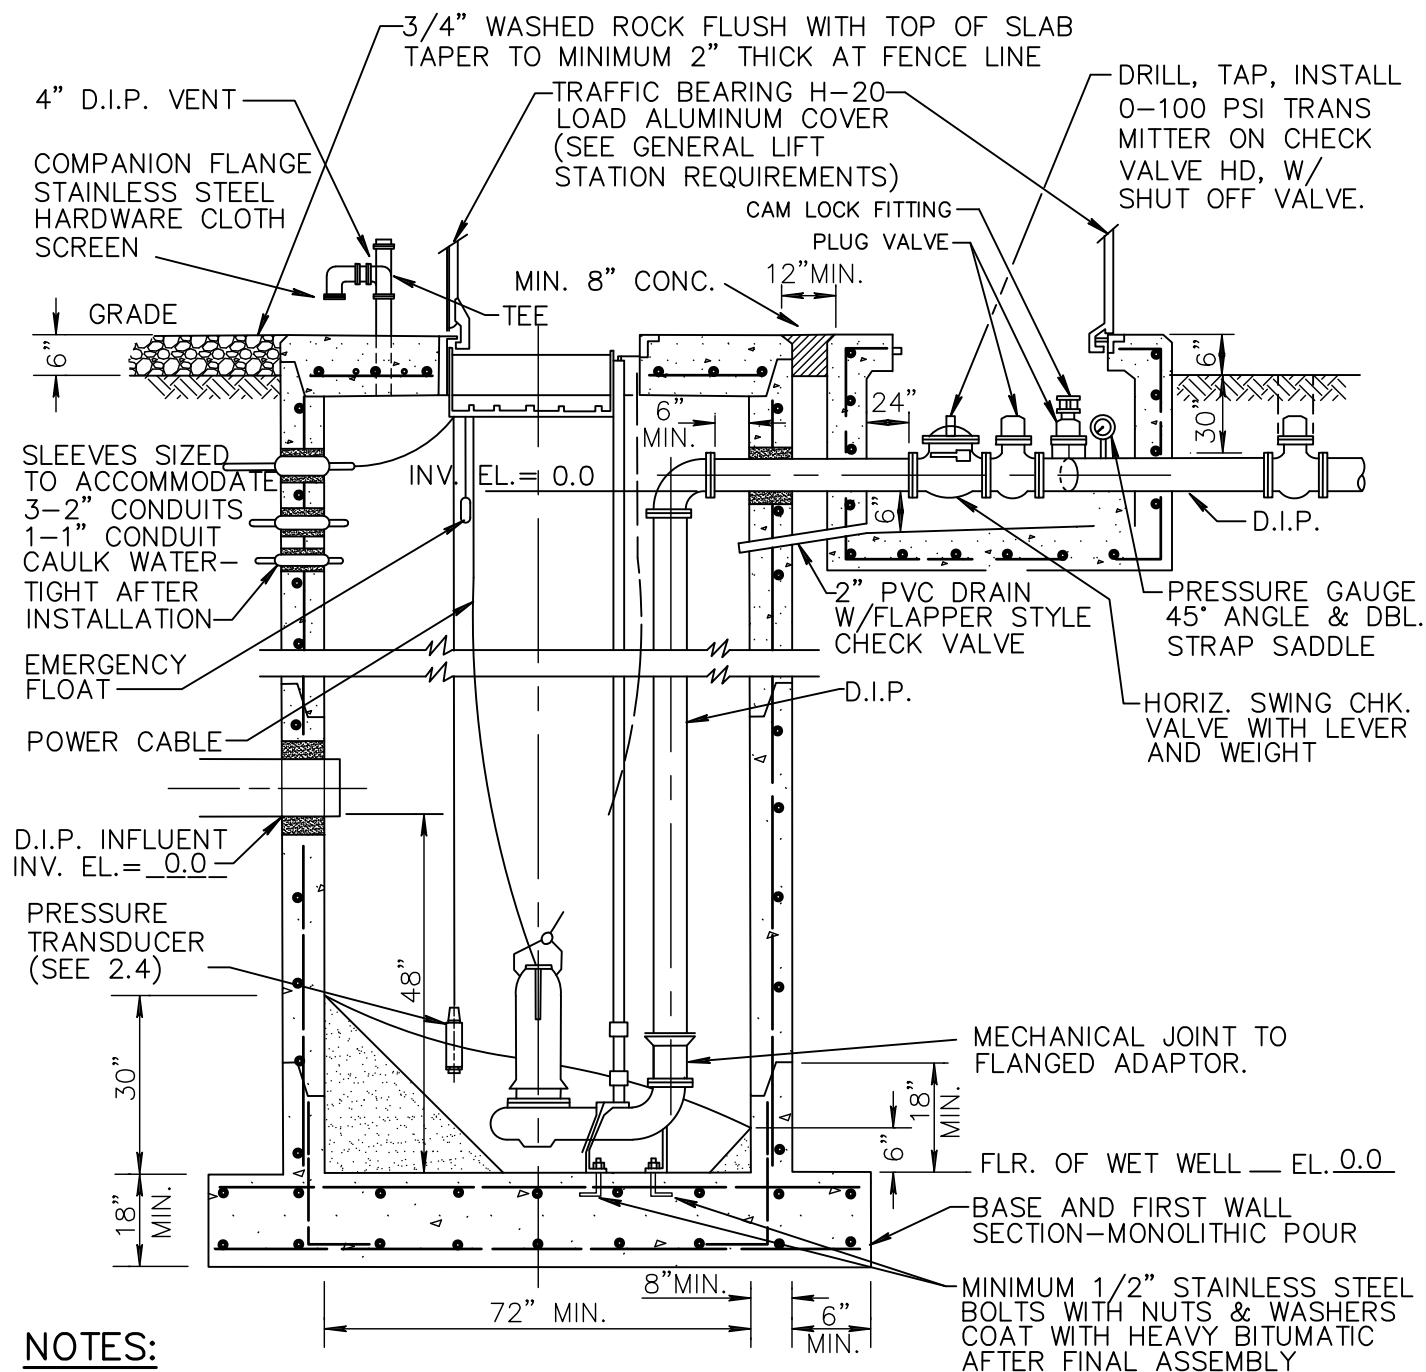 3/4" WASHED ROCK FLUSH WITH TOP OF SLAB
TAPER TO MINIMUM 2" THICK AT FENCE LINE
4" D.I.P. VENT
TRAFFIC BEARING H-20
LOAD ALUMINUM COVER
(SEE GENERAL LIFT
STATION REQUIREMENTS)
DRILL, TAP, INSTALL
0-100 PSI TRANS
MITTER ON CHECK
VALVE HD, W/
SHUT OFF VALVE.
COMPANION FLANGE
STAINLESS STEEL
HARDWARE CLOTH
SCREEN
CAM LOCK FITTING
PLUG VALVE
MIN. 8" CONC.
12"MIN.
TEE
GRADE
6"
6"
30"
24"
6"
MIN.
SLEEVES SIZED
TO ACCOMMODATE
3-2" CONDUITS
1-1" CONDUIT
CAULK WATER-
TIGHT AFTER
INSTALLATION
INV. EL.= 0.0
6"
D.I.P.
2" PVC DRAIN
W/FLAPPER STYLE
CHECK VALVE
PRESSURE GAUGE
45° ANGLE & DBL.
STRAP SADDLE
EMERGENCY
FLOAT
D.I.P.
HORIZ. SWING CHK.
VALVE WITH LEVER
AND WEIGHT
POWER CABLE
D.I.P. INFLUENT
INV. EL.= 0.0
PRESSURE
TRANSDUCER
(SEE 2.4)
48"
30"
MECHANICAL JOINT TO
FLANGED ADAPTOR.
18"
MIN.
6"
FLR. OF WET WELL — EL. 0.0
18"
MIN.
BASE AND FIRST WALL
SECTION-MONOLITHIC POUR
8"MIN.
72" MIN.
6"
MIN.
MINIMUM 1/2" STAINLESS STEEL
BOLTS WITH NUTS & WASHERS
COAT WITH HEAVY BITUMATIC
AFTER FINAL ASSEMBLY
NOTES: